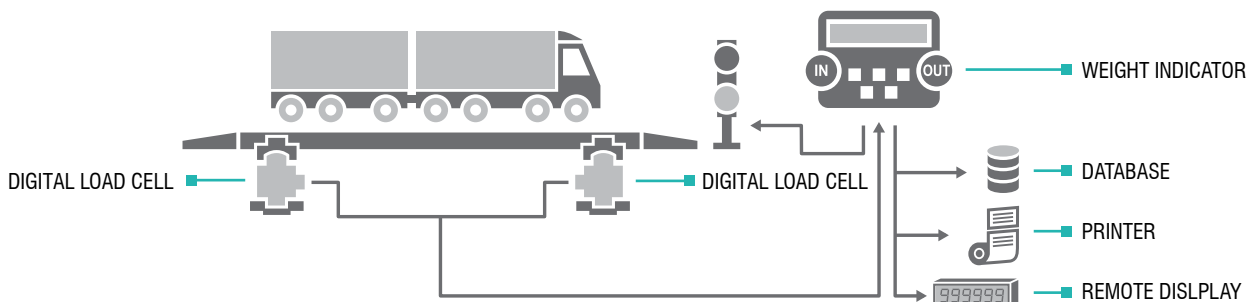 IN
OUT
WEIGHT INDICATOR
DIGITAL LOAD CELL
DIGITAL LOAD CELL
DATABASE
PRINTER
REMOTE DISLPLAY
999999